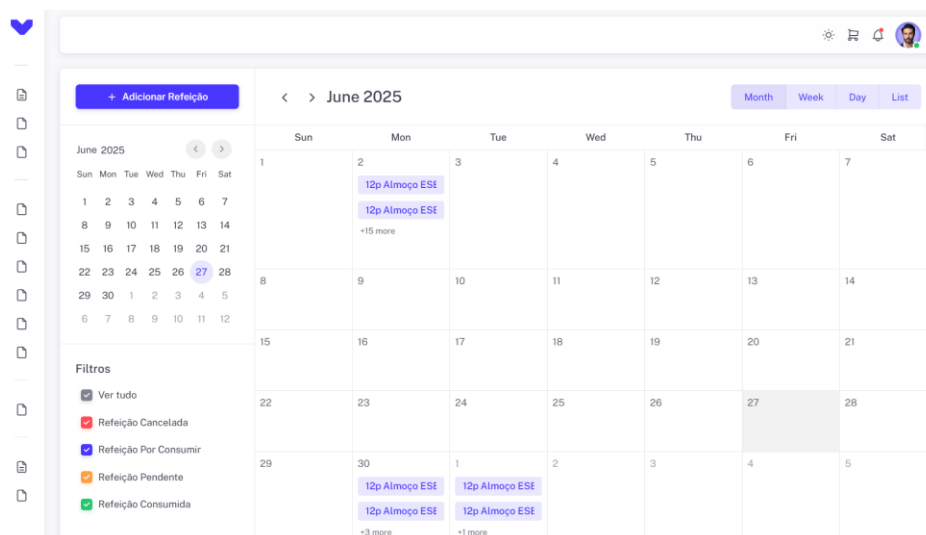 + Adicionar Refeição
June 2025
Month Week Day List
June 2025
Sun Mon Tue Wed Thu Fri Sat
1 2 3 4 5 6 7
8 9 10 11 12 13 14
15 16 17 18 19 20 21
22 23 24 25 26 27 28
29 30 1 2 3 4 5
6 7 8 9 10 11 12
Filtros
Ver tudo
Refeição Cancelada
Refeição Por Consumir
Refeição Pendente
Refeição Consumida
Sun Mon Tue Wed Thu Fri Sat
1 2 3 4 5 6 7
12p Almoço ESE
12p Almoço ESE
+15 more
8 9 10 11 12 13 14
15 16 17 18 19 20 21
22 23 24 25 26 27 28
29 30 1 2 3 4 5
12p Almoço ESE 12p Almoço ESE
12p Almoço ESE 12p Almoço ESE
+3 more +1 more